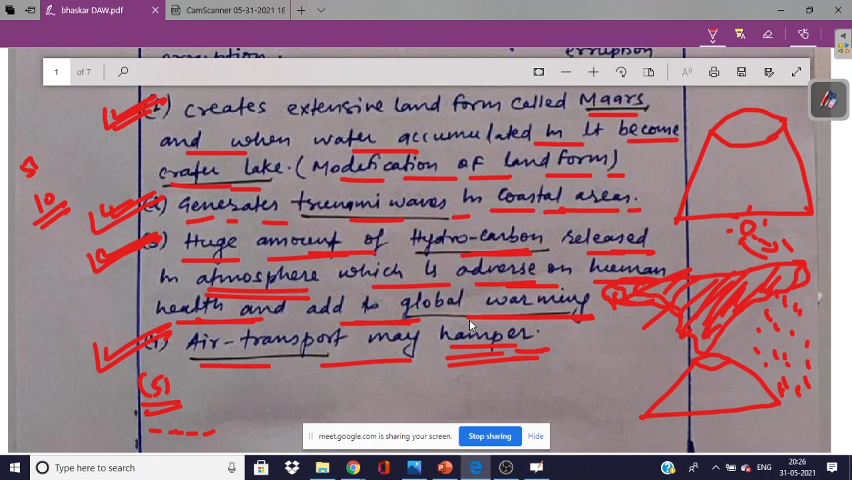 bhaskar DAW.pdf
CamScanner 05-31-2021 18
erruption
1 of 7
creates extensive land form called Maars
and when water accumulated in it become
crater lake. (Modification of land form)
Generates tsunami waves in coastal areas.
10
(3) Huge amount of Hydro-carbon released
in atmosphere which is adverse on human
health and add to global warming
Air-transport may hamper.
(5)
meet.google.com is sharing your screen. Stop sharing Hide
Type here to search
ENG
20:26
31-05-2021